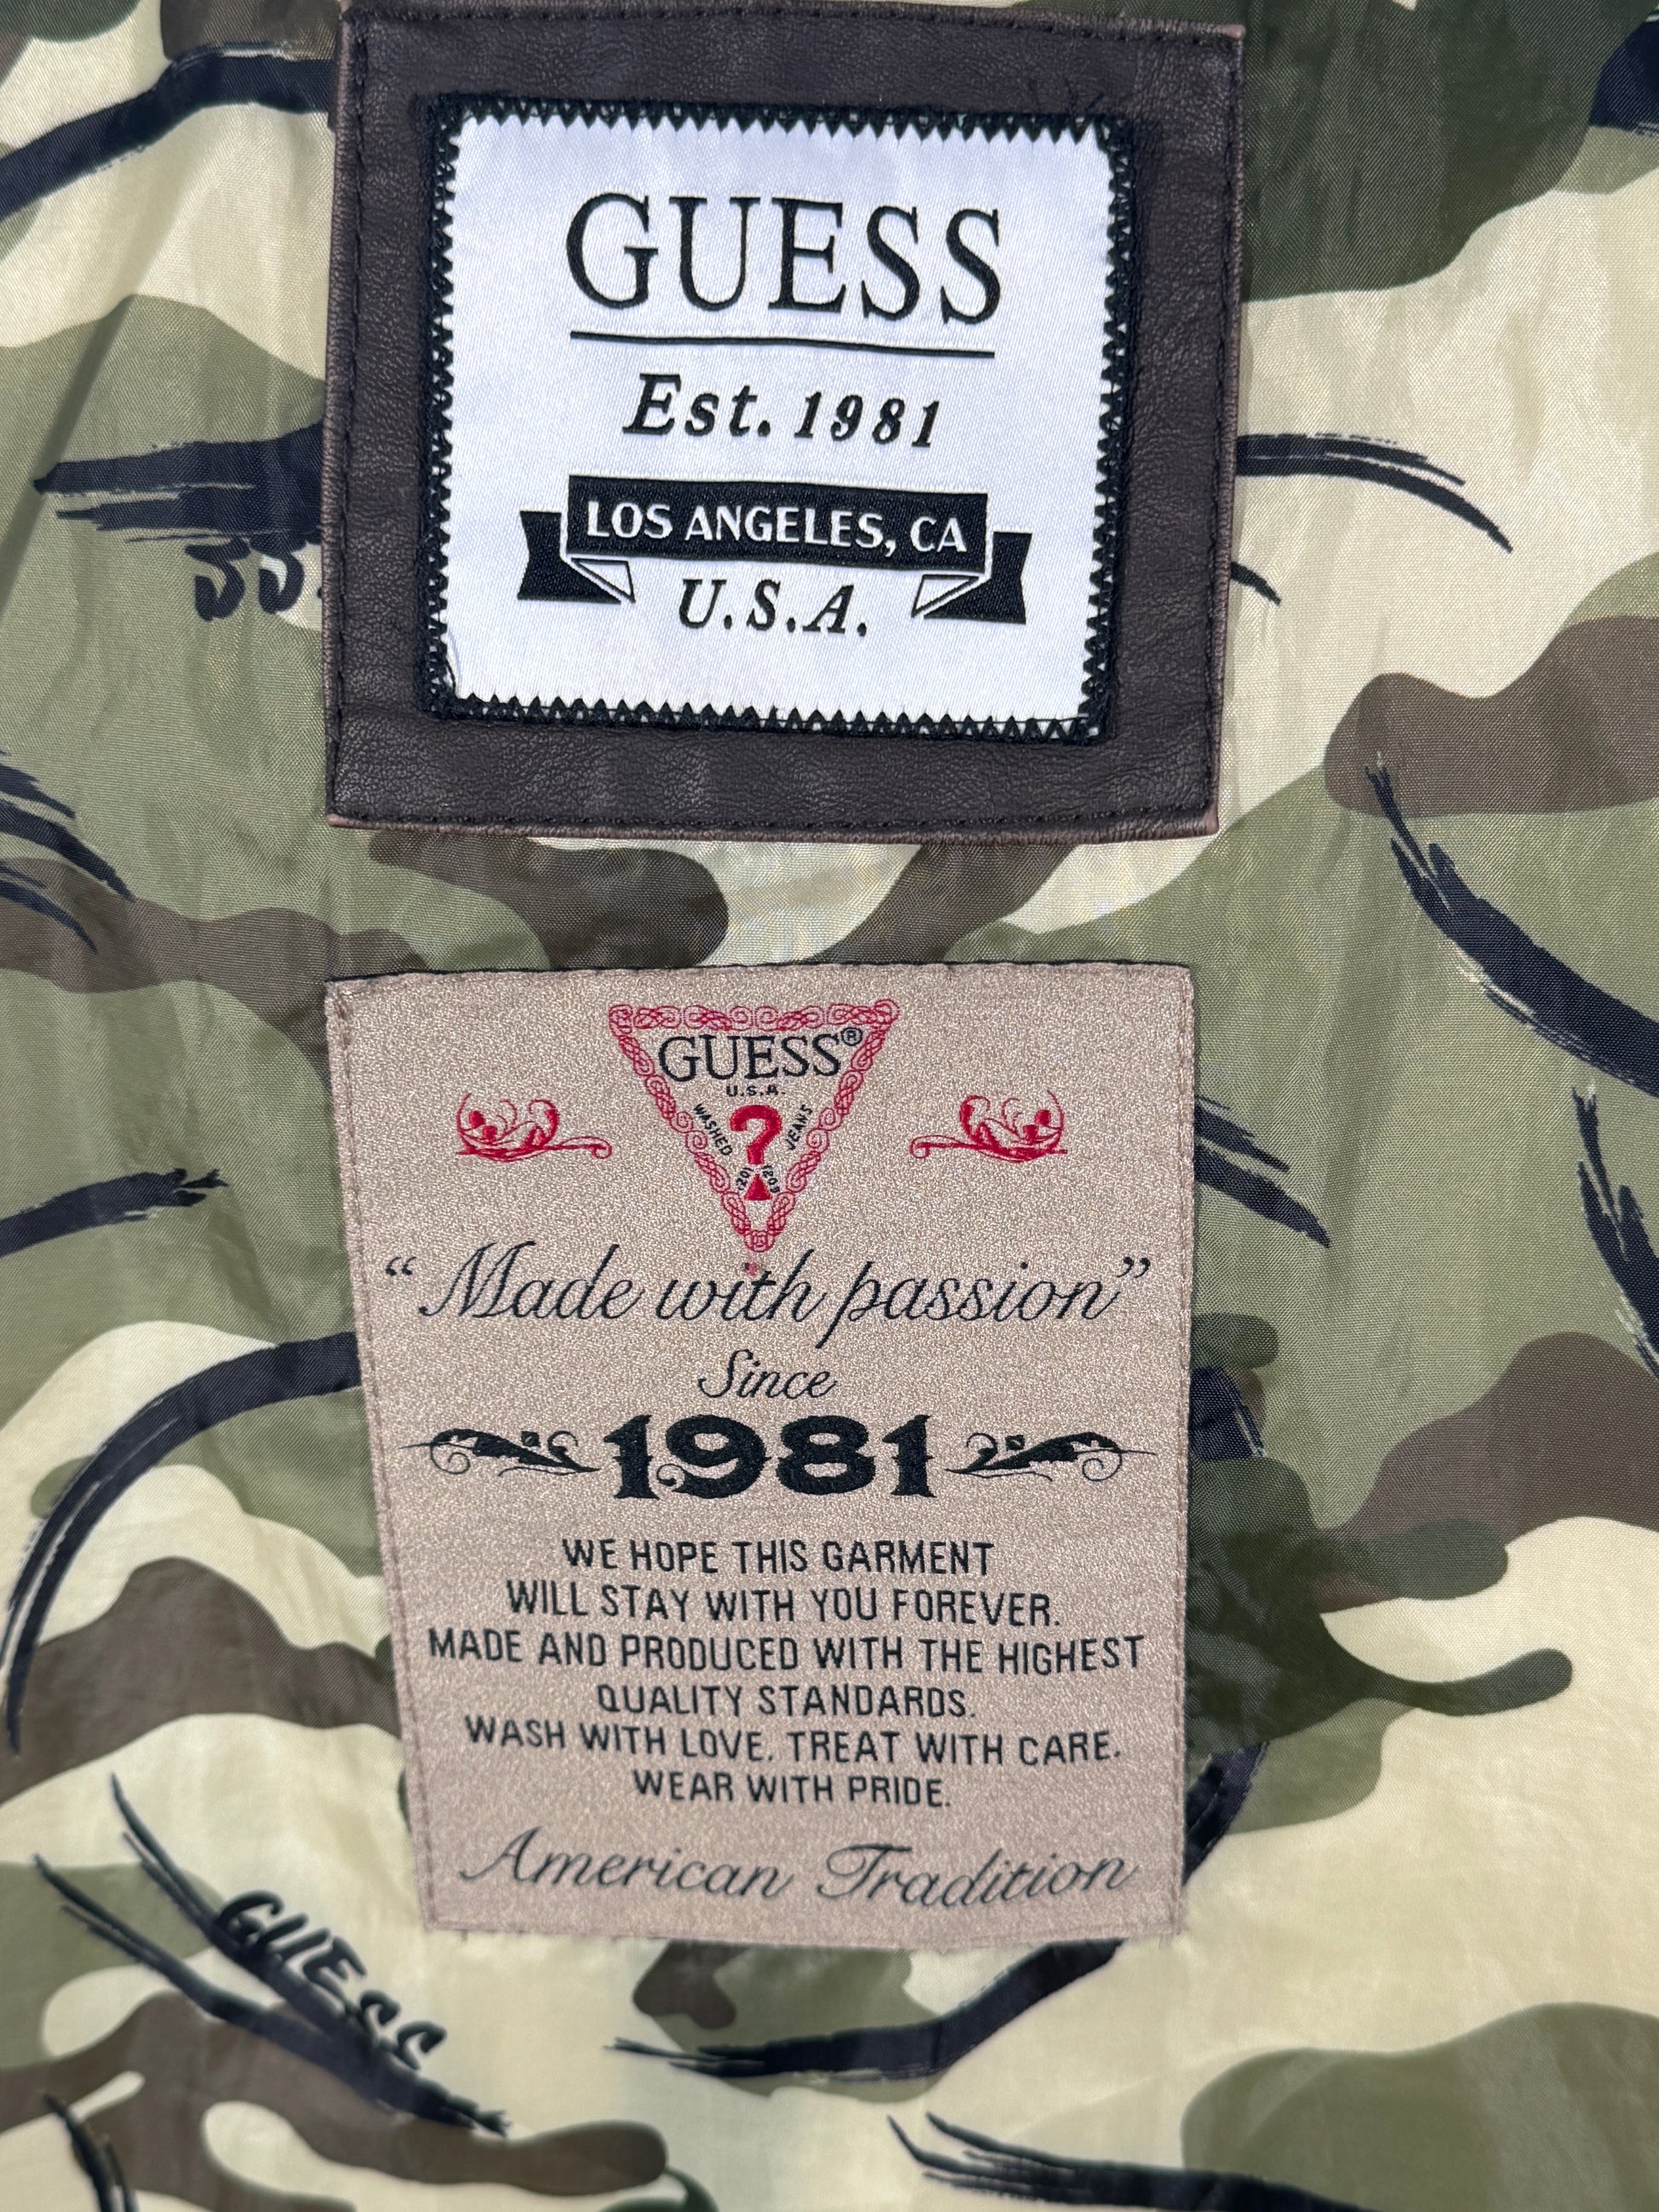 GUESS
Est. 1981
LOS ANGELES, CA
U.S.A.
GUESS®
U.S.A.
WASHED
?
JEANS
“Made with passion”
Since
1981
WE HOPE THIS GARMENT
WILL STAY WITH YOU FOREVER.
MADE AND PRODUCED WITH THE HIGHEST
QUALITY STANDARDS.
WASH WITH LOVE. TREAT WITH CARE.
WEAR WITH PRIDE.
American Tradition
GUESS